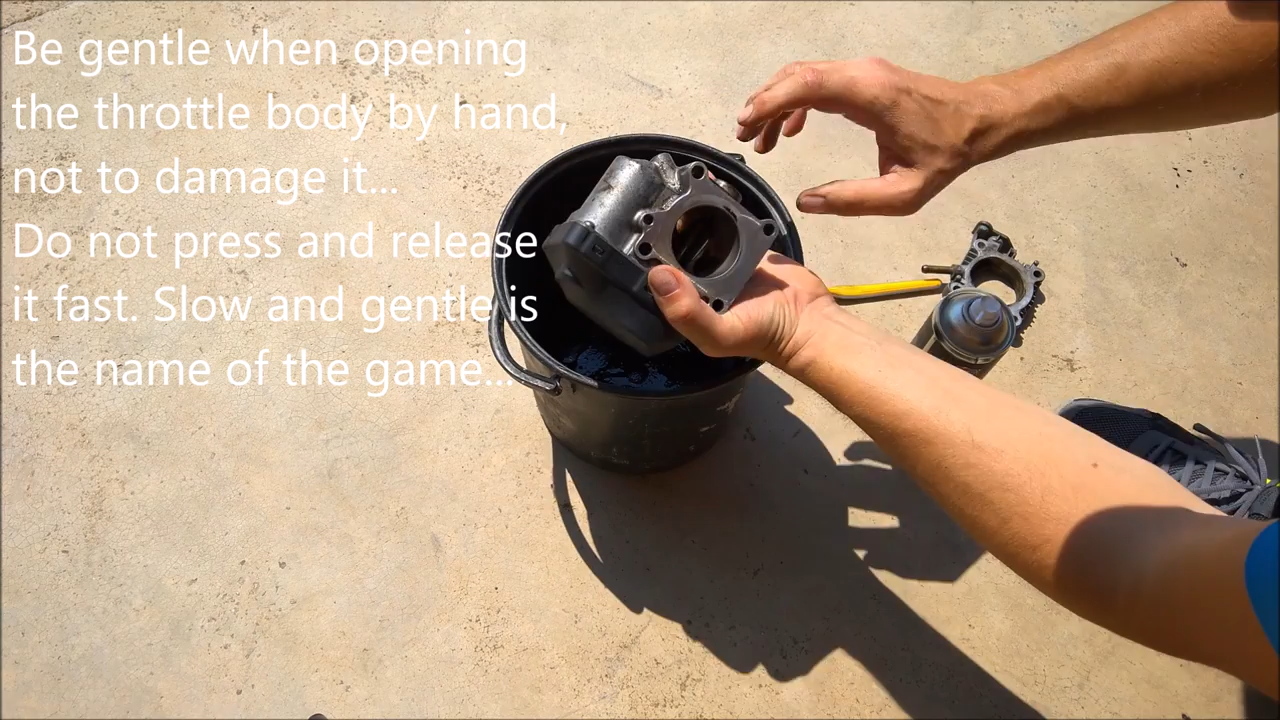 Be gentle when opening
the throttle body by hand,
not to damage it...
Do not press and release
it fast. Slow and gentle is
the name of the game...